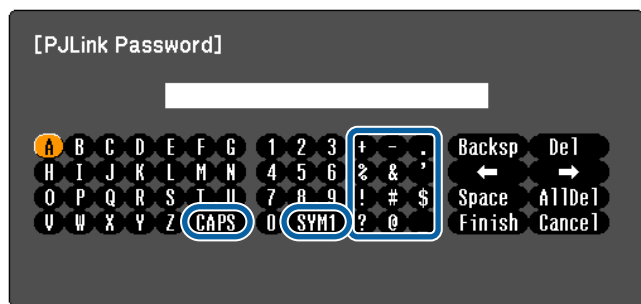 [PJLink Password]
A B C D E F G 1 2 3 + - . Backsp Del
H I J K L M N 4 5 6 % & ' ← →
O P Q R S T U 7 8 9 ! # $ Space AllDel
V W X Y Z CAPS 0 SYM1 ? @ Finish Cancel